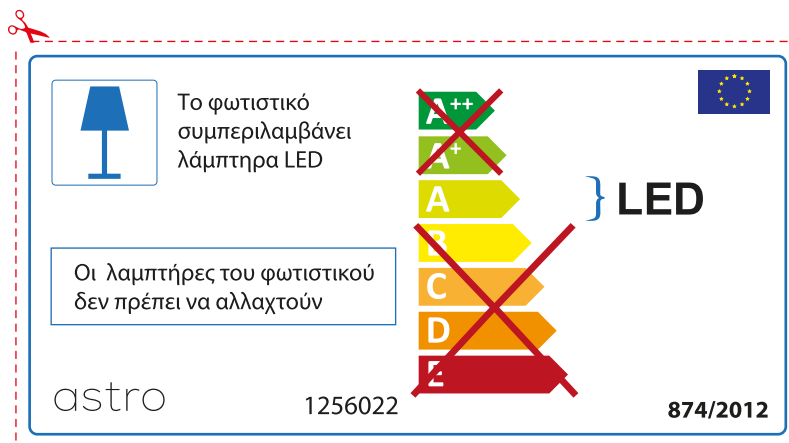 Το φωτιστικό
συμπεριλαμβάνει
λάμπτηρα LED
A++
A+
A
B
C
D
E
LED
Οι λαμπτήρες του φωτιστικού
δεν πρέπει να αλλαχτούν
astro
1256022
874/2012